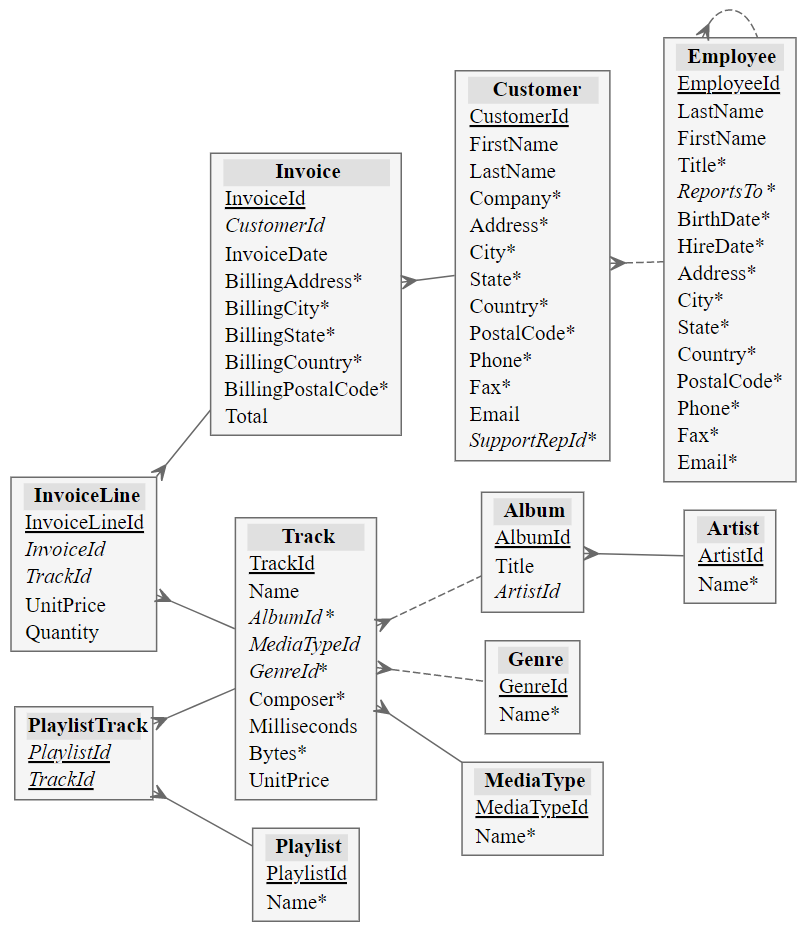 Employee
EmployeeId
LastName
FirstName
Title*
ReportsTo*
BirthDate*
HireDate*
Address*
City*
State*
Country*
PostalCode*
Phone*
Fax*
Email*
Customer
CustomerId
FirstName
LastName
Company*
Address*
City*
State*
Country*
PostalCode*
Phone*
Fax*
Email
SupportRepId*
Invoice
InvoiceId
CustomerId
InvoiceDate
BillingAddress*
BillingCity*
BillingState*
BillingCountry*
BillingPostalCode*
Total
InvoiceLine
InvoiceLineId
InvoiceId
TrackId
UnitPrice
Quantity
Track
TrackId
Name
AlbumId*
MediaTypeId
GenreId*
Composer*
Milliseconds
Bytes*
UnitPrice
Album
AlbumId
Title
ArtistId
Artist
ArtistId
Name*
Genre
GenreId
Name*
MediaType
MediaTypeId
Name*
PlaylistTrack
PlaylistId
TrackId
Playlist
PlaylistId
Name*